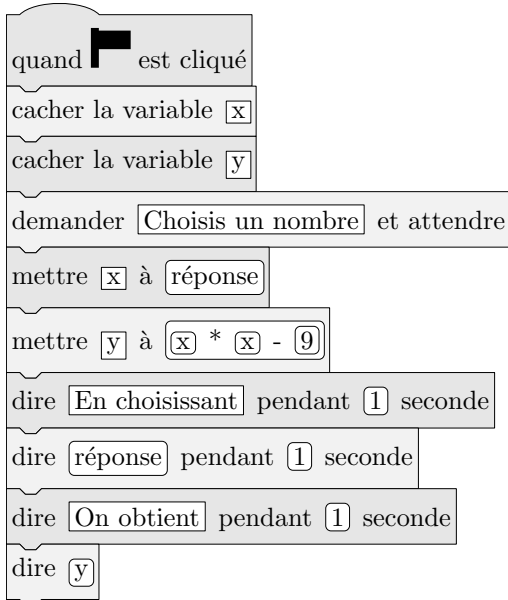 quand est cliqué
cacher la variable x
cacher la variable y
demander Choisis un nombre et attendre
mettre x à réponse
mettre y à x * x - 9
dire En choisissant pendant 1 seconde
dire réponse pendant 1 seconde
dire On obtient pendant 1 seconde
dire y